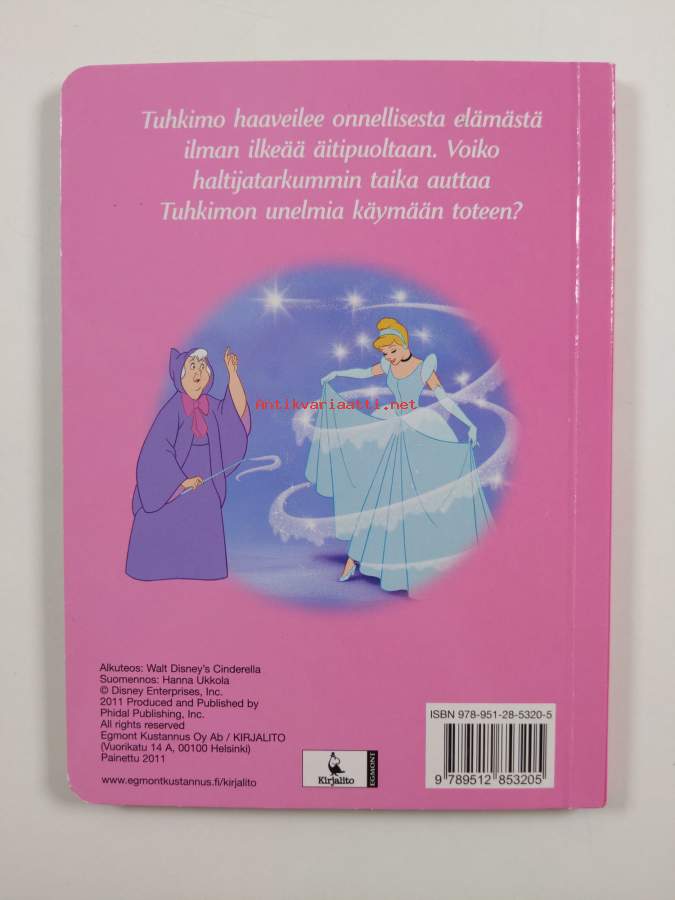 Tuhkimo haaveilee onnellisesta elämästä
ilman ilkeää äitipuoltaan. Voiko
haltijatarkummin taika auttaa
Tuhkimon unelmia käymään toteen?
Antikvariaatti.net
Alkuteos: Walt Disney's Cinderella
Suomennos: Hanna Ukkola
© Disney Enterprises, Inc.
2011 Produced and Published by
Phidal Publishing, Inc.
All rights reserved
Egmont Kustannus Oy Ab / KIRJALITO
(Vuorikatu 14 A, 00100 Helsinki)
Painettu 2011
www.egmontkustannus.fi/kirjalito
Kirjalito
EGMONT
ISBN 978-951-28-5320-5
9 789512 853205